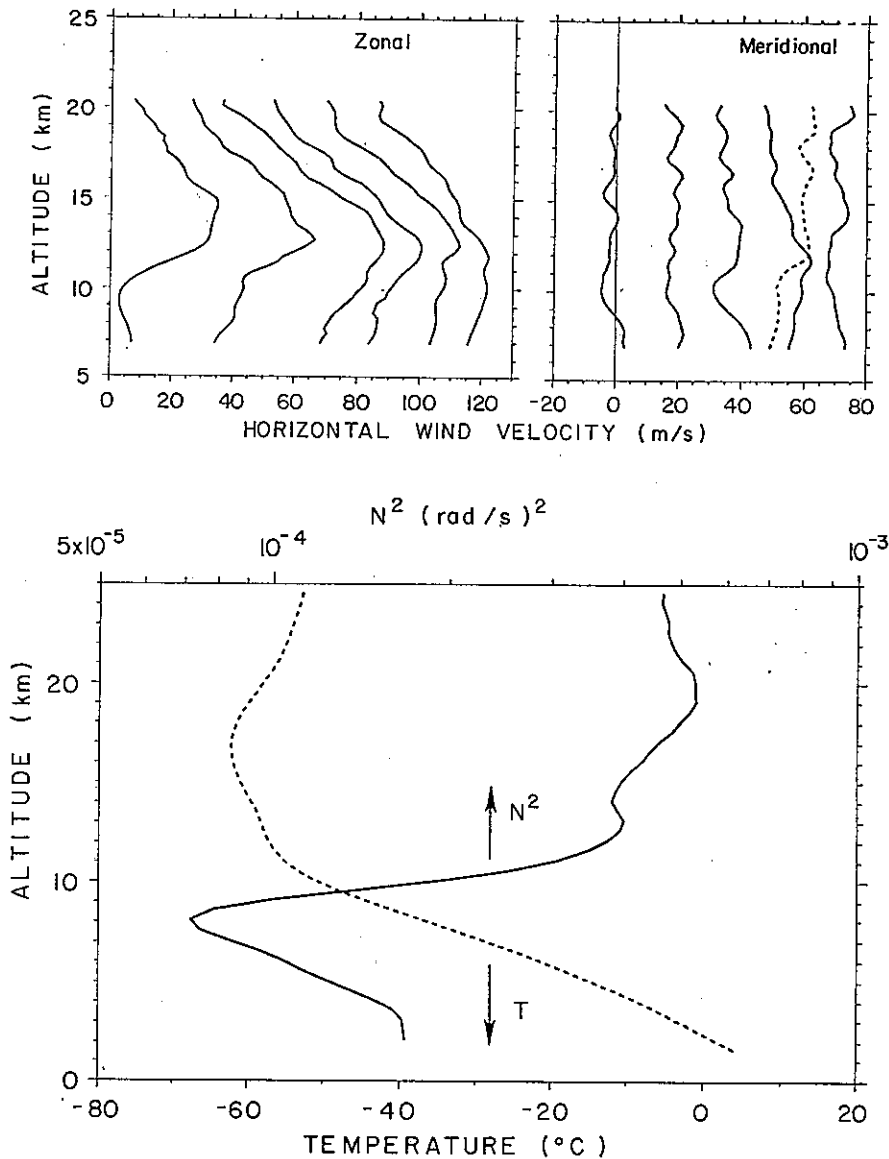 Zonal
Meridional
25
20
15
10
5
ALTITUDE (km)
0 20 40 60 80 100 120
-20 0 20 40 60 80
HORIZONTAL WIND VELOCITY (m/s)
N² (rad/s)²
5x10⁻⁵ 10⁻⁴ 10⁻³
20
10
0
ALTITUDE (km)
N²
T
-80 -60 -40 -20 0 20
TEMPERATURE (°C)